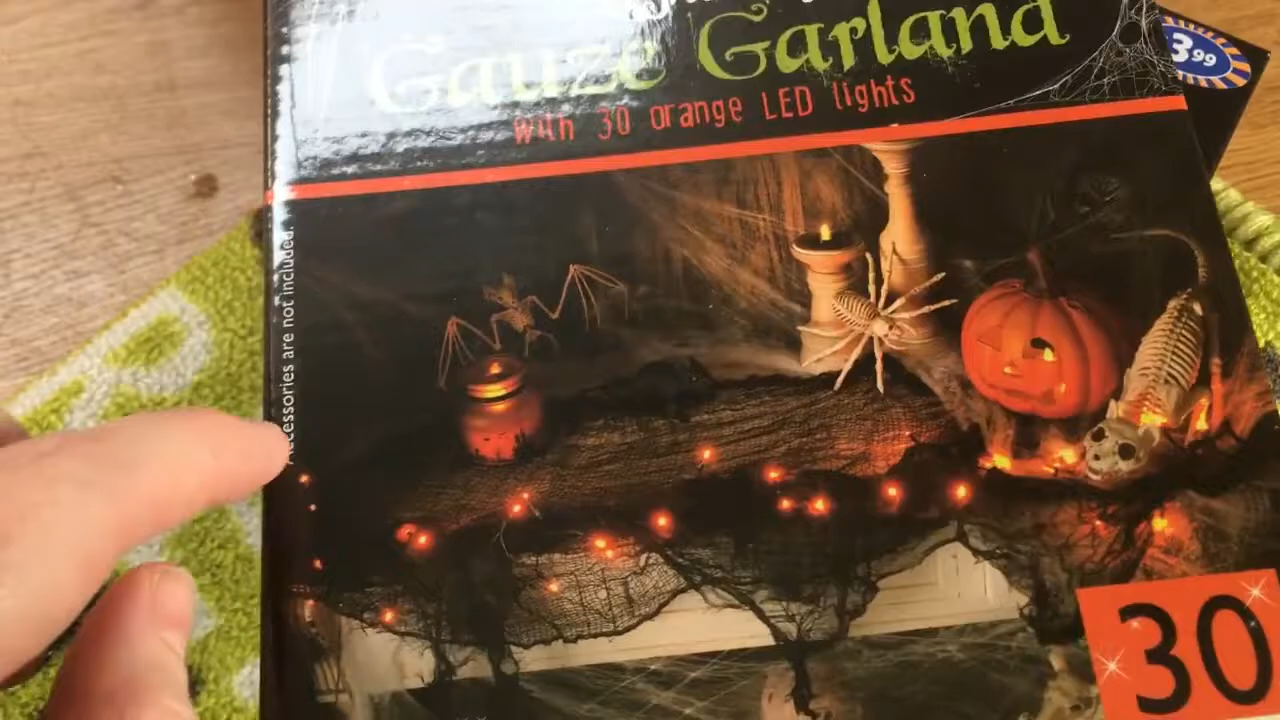 Gauze Garland
With 30 orange LED lights
3.99
Accessories are not included.
30